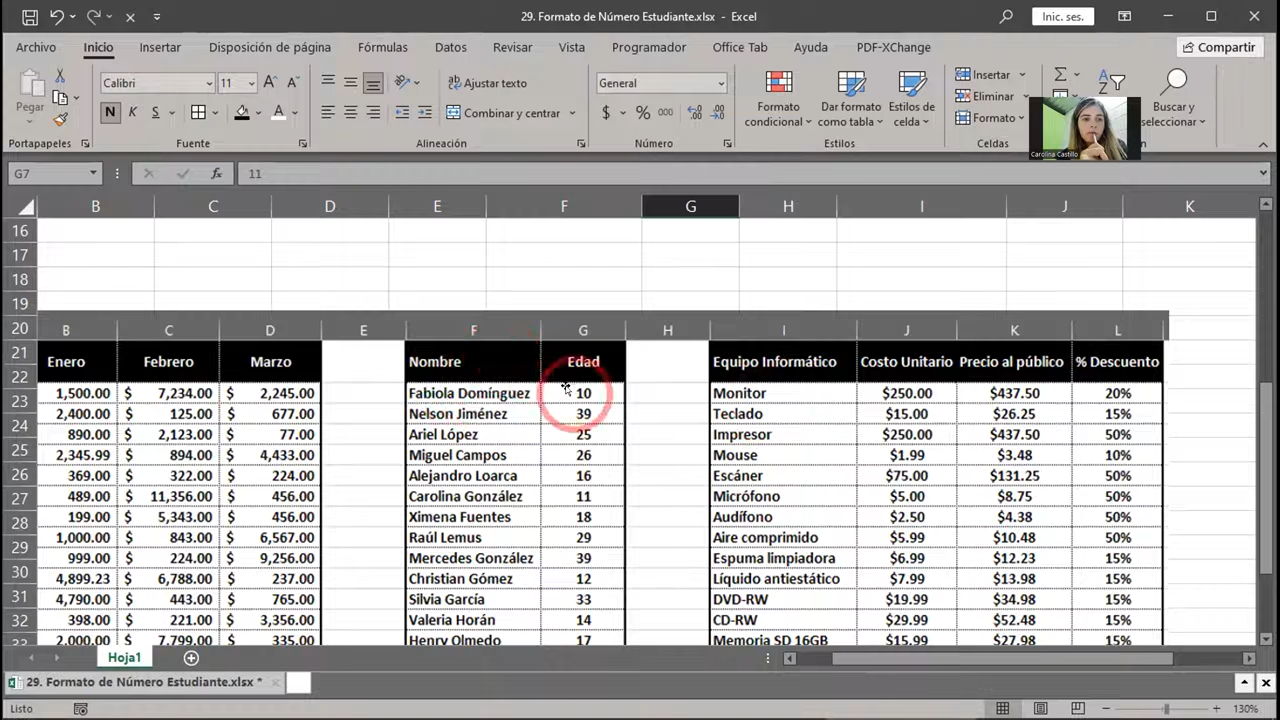 29. Formato de Número Estudiante.xlsx - Excel
Inic. ses.
Archivo Inicio Insertar Disposición de página Fórmulas Datos Revisar Vista Programador Office Tab Ayuda PDF-XChange Compartir
Pegar
Calibri 11
N K S
Ajustar texto
Combinar y centrar
General
$ % 000
Formato condicional
Dar formato como tabla
Estilos de celda
Insertar
Eliminar
Formato
Buscar y seleccionar
Carolina Castillo
Portapapeles Fuente Alineación Número Estilos Celdas
G7 fx 11
B C D E F G H I J K
16
17
18
19
20 B C D E F G H I J K L
21
22 Enero Febrero Marzo Nombre Edad Equipo Informático Costo Unitario Precio al público % Descuento
23 1,500.00 $ 7,234.00 $ 2,245.00 Fabiola Domínguez 10 Monitor $250.00 $437.50 20%
2,400.00 $ 125.00 $ 677.00 Nelson Jiménez 39 Teclado $15.00 $26.25 15%
24 890.00 $ 2,123.00 $ 77.00 Ariel López 25 Impresor $250.00 $437.50 50%
25 2,345.99 $ 894.00 $ 4,433.00 Miguel Campos 26 Mouse $1.99 $3.48 10%
26 369.00 $ 322.00 $ 224.00 Alejandro Loarca 16 Escáner $75.00 $131.25 50%
27 489.00 $ 11,356.00 $ 456.00 Carolina González 11 Micrófono $5.00 $8.75 50%
28 199.00 $ 5,343.00 $ 456.00 Ximena Fuentes 18 Audífono $2.50 $4.38 50%
29 1,000.00 $ 843.00 $ 6,567.00 Raúl Lemus 29 Aire comprimido $5.99 $10.48 50%
999.00 $ 224.00 $ 9,256.00 Mercedes González 39 Espuma limpiadora $6.99 $12.23 15%
30 4,899.23 $ 6,788.00 $ 237.00 Christian Gómez 12 Líquido antiestático $7.99 $13.98 15%
31 4,790.00 $ 443.00 $ 765.00 Silvia García 33 DVD-RW $19.99 $34.98 15%
32 398.00 $ 221.00 $ 3,356.00 Valeria Horán 14 CD-RW $29.99 $52.48 15%
33 2,000.00 $ 7,799.00 $ 335.00 Henry Olmedo 17 Memoria SD 16GB $15.99 $27.98 15%
Hoja1
29. Formato de Número Estudiante.xlsx *
Listo 130%